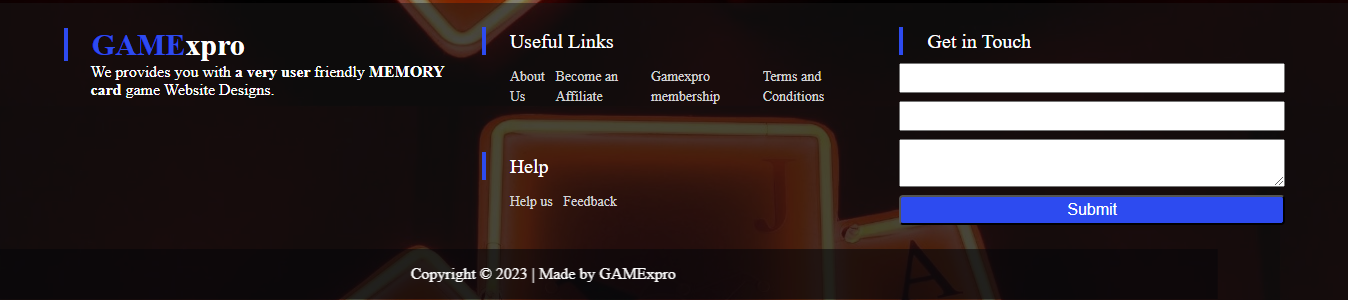 GAMExpro
We provides you with a very user friendly MEMORY
card game Website Designs.
Useful Links
About Us
Become an Affiliate
Gamexpro membership
Terms and Conditions
Help
Help us Feedback
Get in Touch
Submit
J
A
Copyright © 2023 | Made by GAMExpro